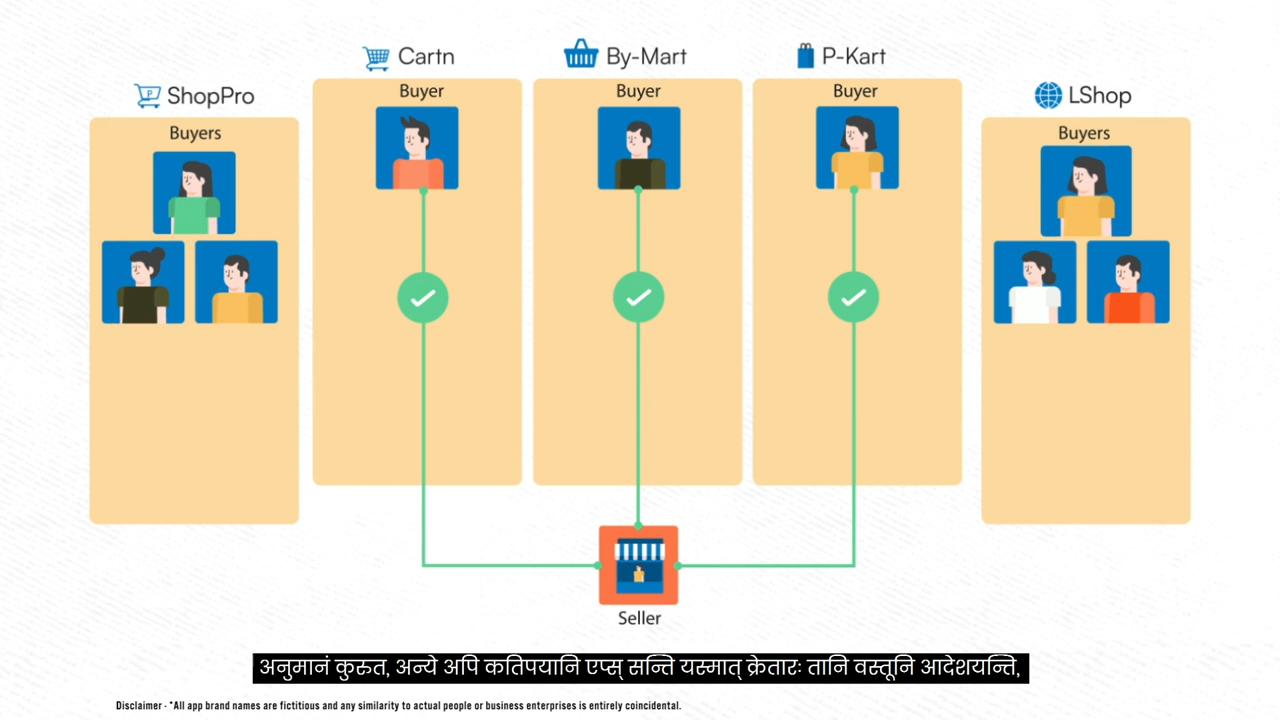 ShopPro
Buyers
Cartn
Buyer
By-Mart
Buyer
P-Kart
Buyer
LShop
Buyers
P
Seller
अनुमानं कुरुत, अन्ये अपि कतिपयानि एप्स् सन्ति यस्मात् क्रेतारः तानि वस्तूनि आदेशयन्ति,
Disclaimer - *All app brand names are fictitious and any similarity to actual people or business enterprises is entirely coincidental.